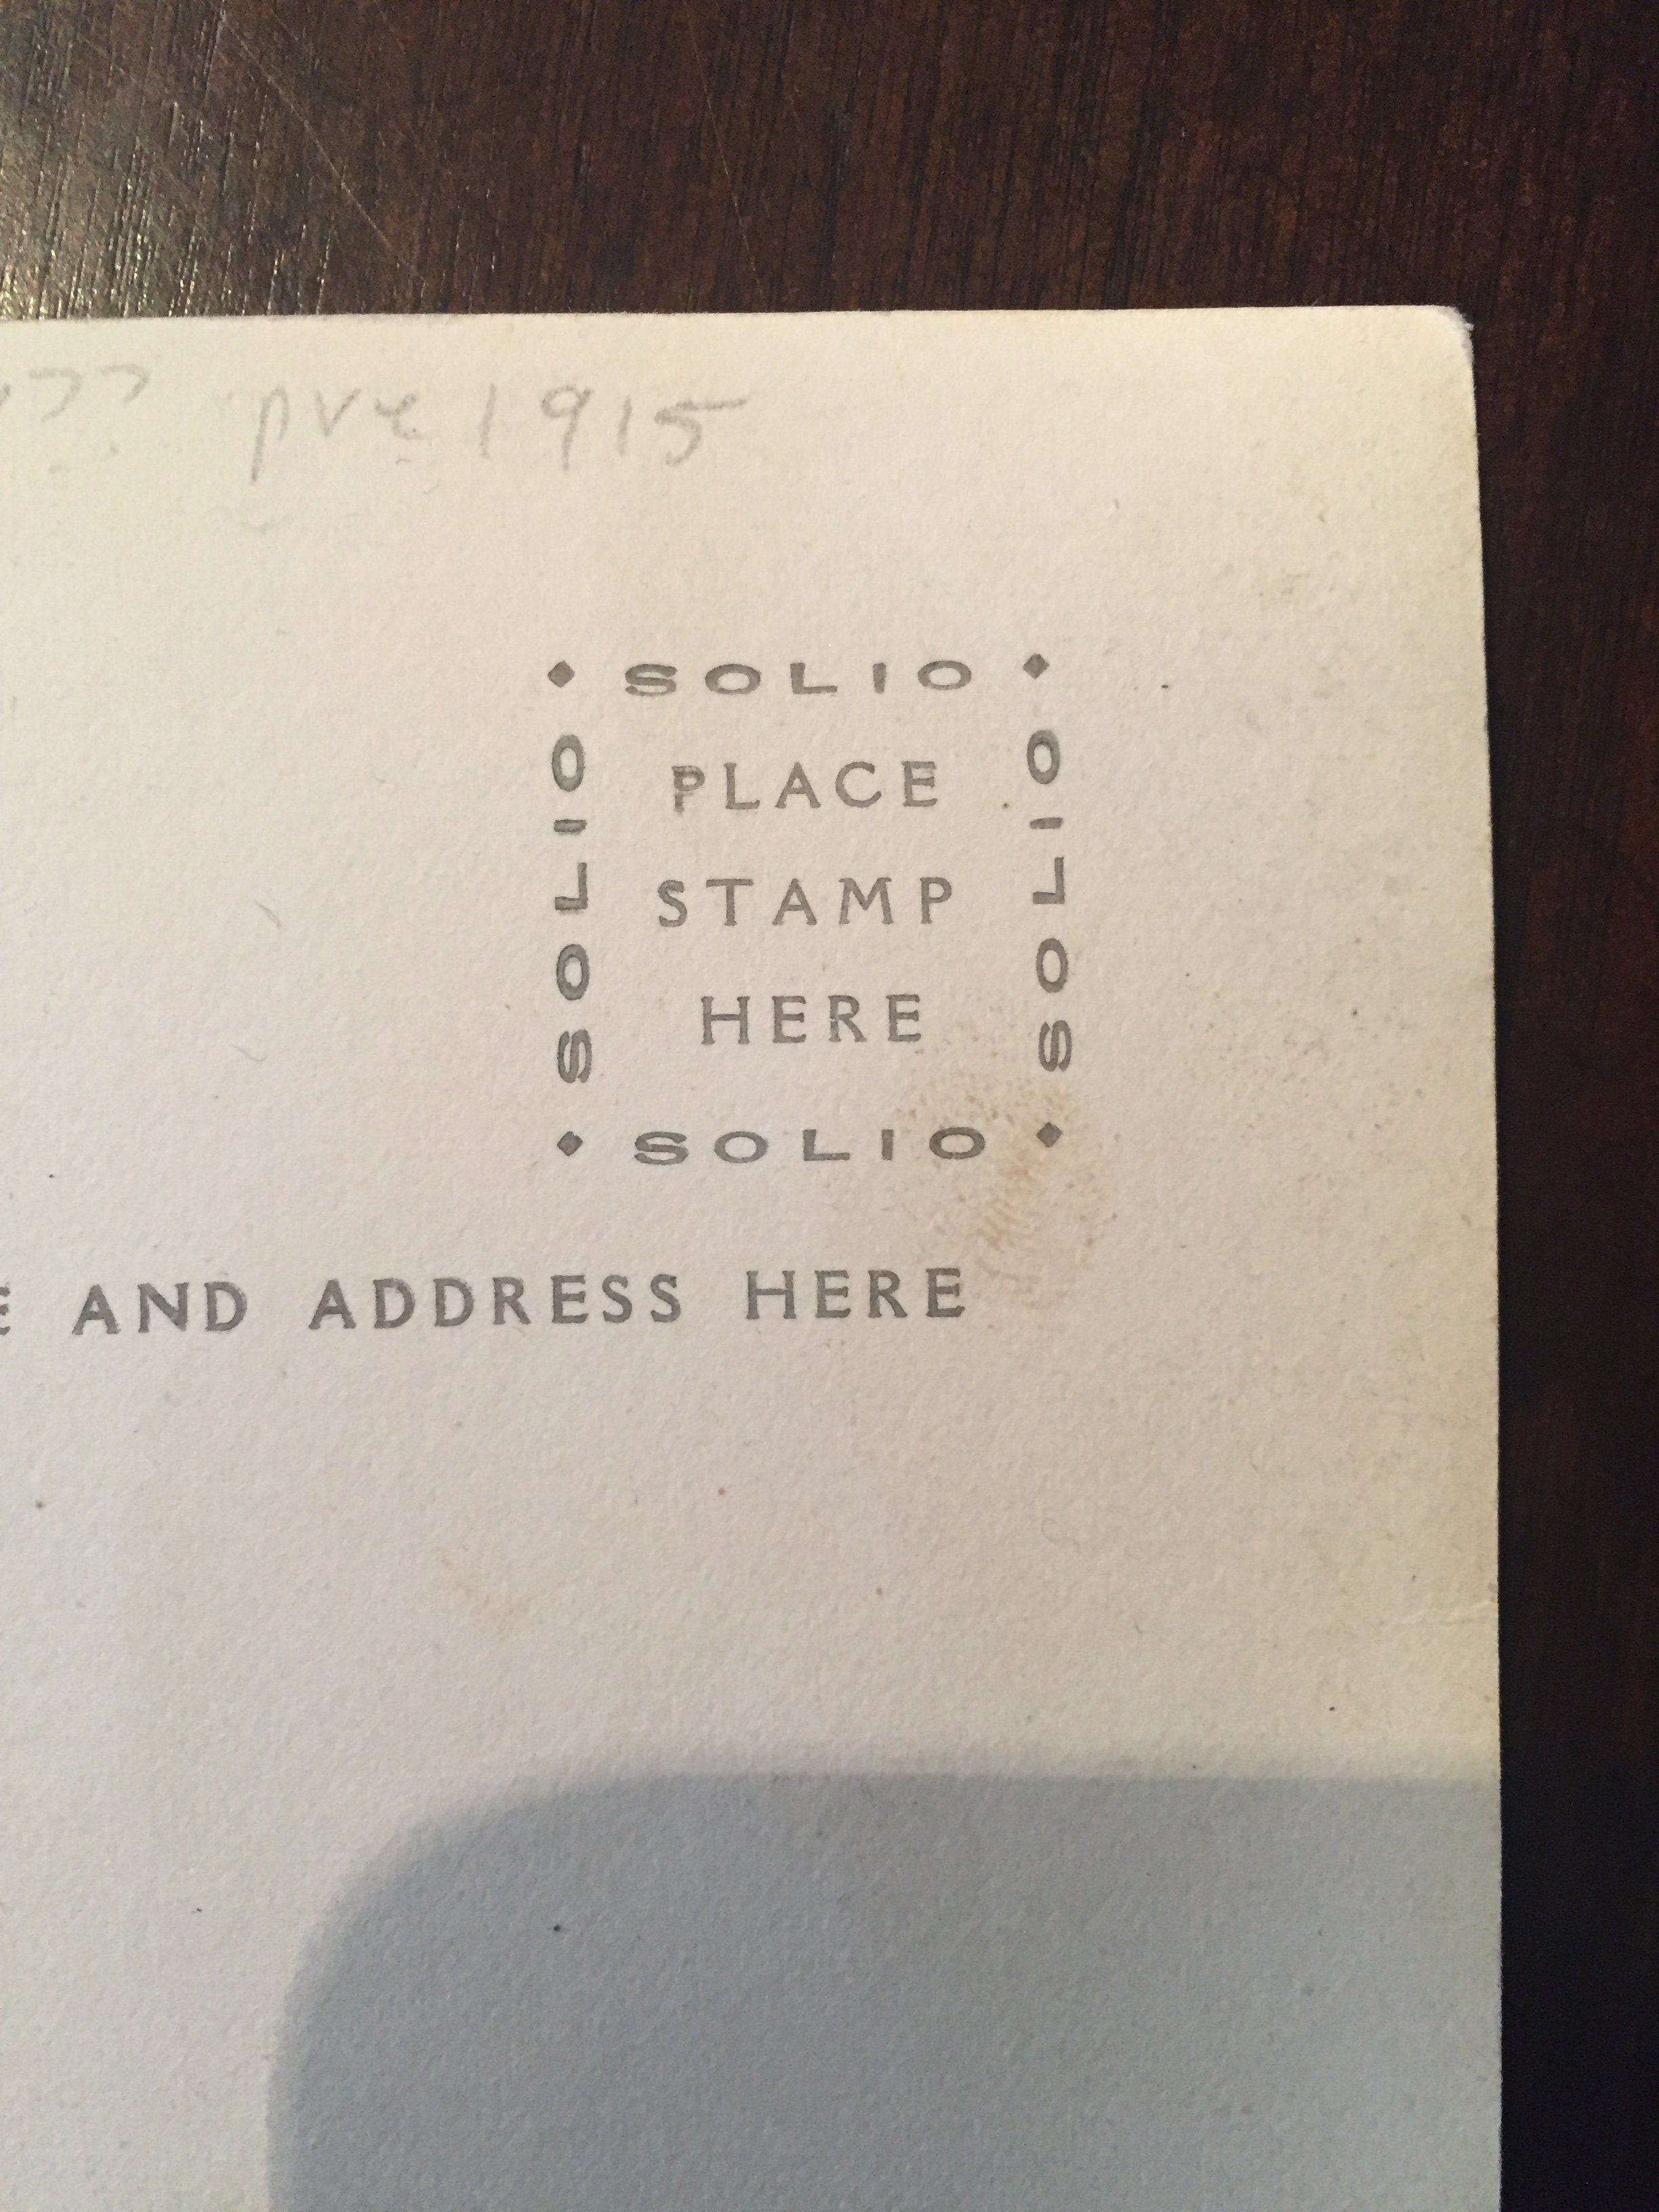 ?? pre 1915
SOLIO
SOLIO
PLACE
STAMP
HERE
SOLIO
SOLIO
AND ADDRESS HERE